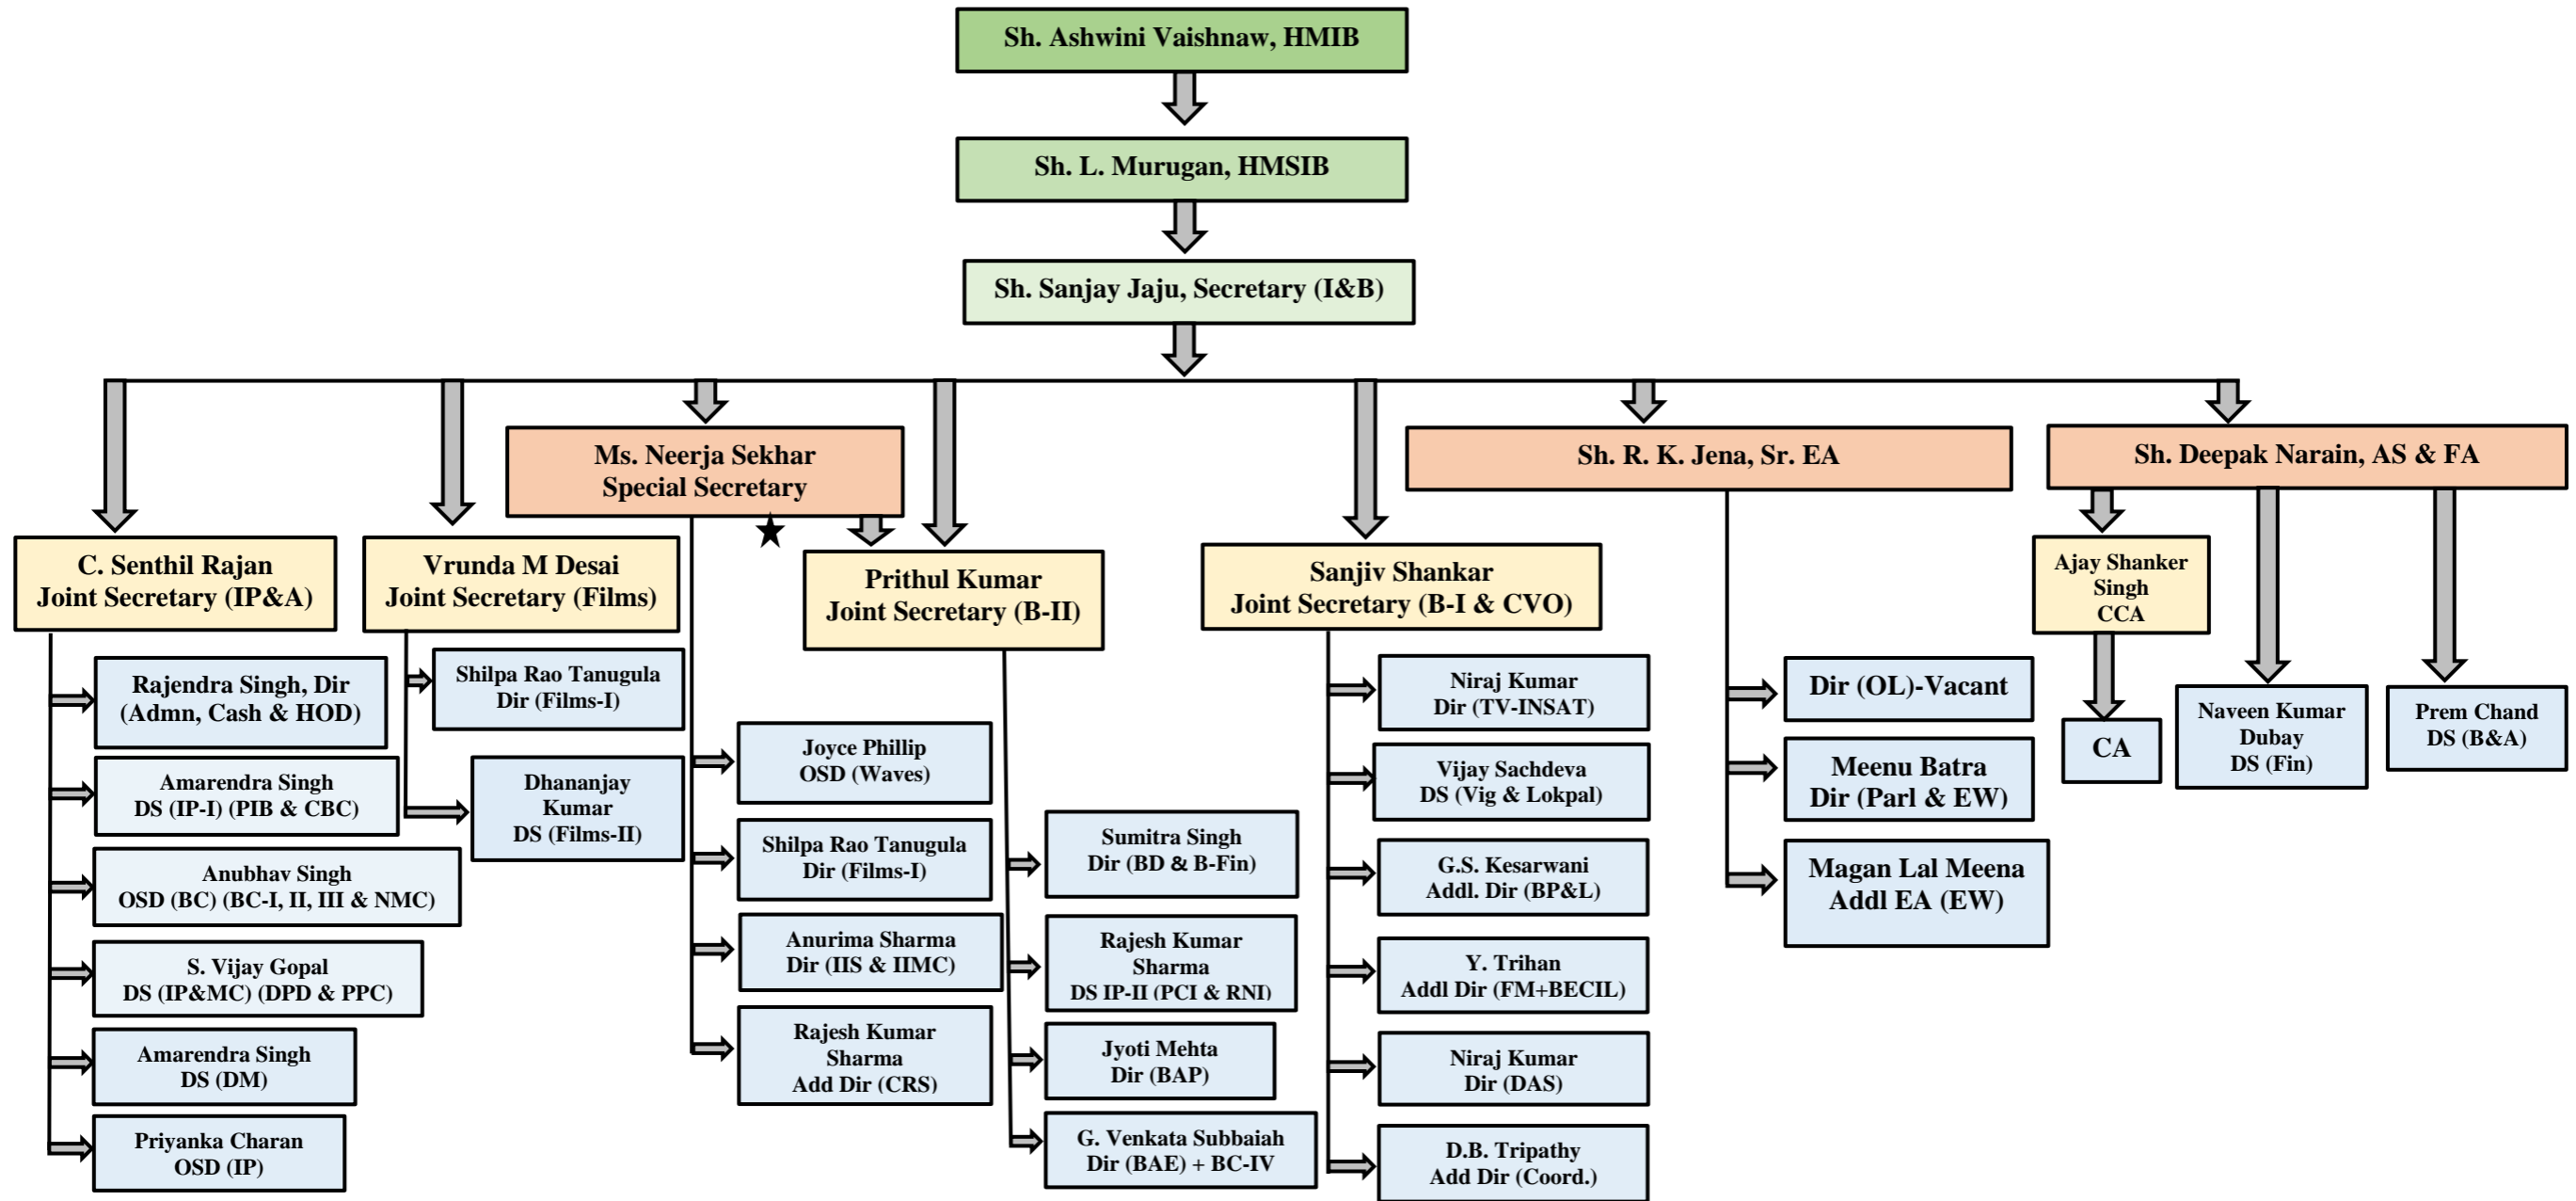 Sh. Ashwini Vaishnaw, HMIB
Sh. L. Murugan, HMSIB
Sh. Sanjay Jaju, Secretary (I&B)
Ms. Neerja Sekhar
Special Secretary
Sh. R. K. Jena, Sr. EA
Sh. Deepak Narain, AS & FA
C. Senthil Rajan
Joint Secretary (IP&A)
Vrunda M Desai
Joint Secretary (Films)
Prithul Kumar
Joint Secretary (B-II)
Sanjiv Shankar
Joint Secretary (B-I & CVO)
Ajay Shanker
Singh
CCA
Rajendra Singh, Dir
(Admn, Cash & HOD)
Amarendra Singh
DS (IP-I) (PIB & CBC)
Anubhav Singh
OSD (BC) (BC-I, II, III & NMC)
S. Vijay Gopal
DS (IP&MC) (DPD & PPC)
Amarendra Singh
DS (DM)
Priyanka Charan
OSD (IP)
Shilpa Rao Tanugula
Dir (Films-I)
Dhananjay
Kumar
DS (Films-II)
Joyce Phillip
OSD (Waves)
Shilpa Rao Tanugula
Dir (Films-I)
Anurima Sharma
Dir (IIS & IIMC)
Rajesh Kumar
Sharma
Add Dir (CRS)
Sumitra Singh
Dir (BD & B-Fin)
Rajesh Kumar
Sharma
DS IP-II (PCI & RNI)
Jyoti Mehta
Dir (BAP)
G. Venkata Subbaiah
Dir (BAE) + BC-IV
Niraj Kumar
Dir (TV-INSAT)
Vijay Sachdeva
DS (Vig & Lokpal)
G.S. Kesarwani
Addl. Dir (BP&L)
Y. Trihan
Addl Dir (FM+BECIL)
Niraj Kumar
Dir (DAS)
D.B. Tripathy
Add Dir (Coord.)
Dir (OL)-Vacant
Meenu Batra
Dir (Parl & EW)
Magan Lal Meena
Addl EA (EW)
CA
Naveen Kumar
Dubay
DS (Fin)
Prem Chand
DS (B&A)